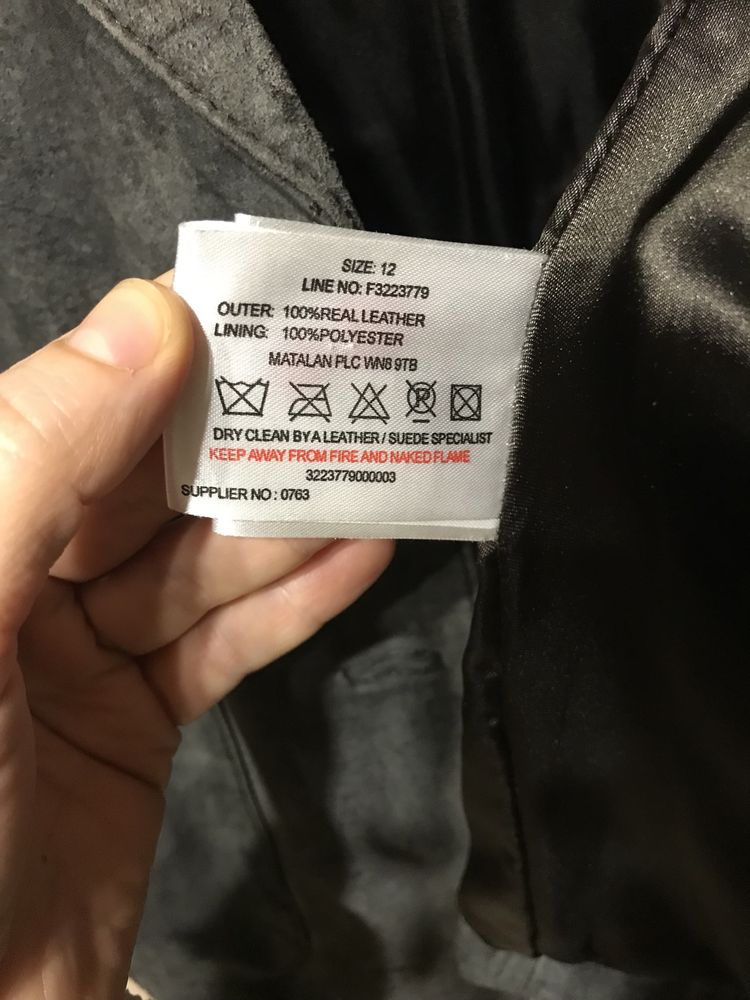 SIZE: 12
LINE NO: F3223779
OUTER: 100%REAL LEATHER
LINING: 100%POLYESTER
MATALAN PLC WN8 9TB
P
DRY CLEAN BY A LEATHER / SUEDE SPECIALIST
KEEP AWAY FROM FIRE AND NAKED FLAME
3223779000003
SUPPLIER NO : 0763